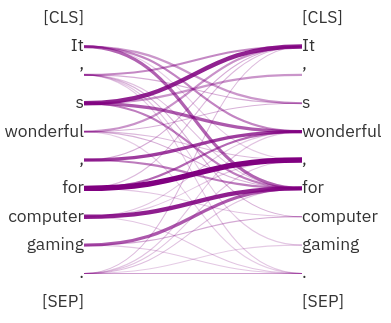 [CLS] [CLS]
It It
, ,
s s
wonderful wonderful
, ,
for for
computer computer
gaming gaming
. .
[SEP] [SEP]